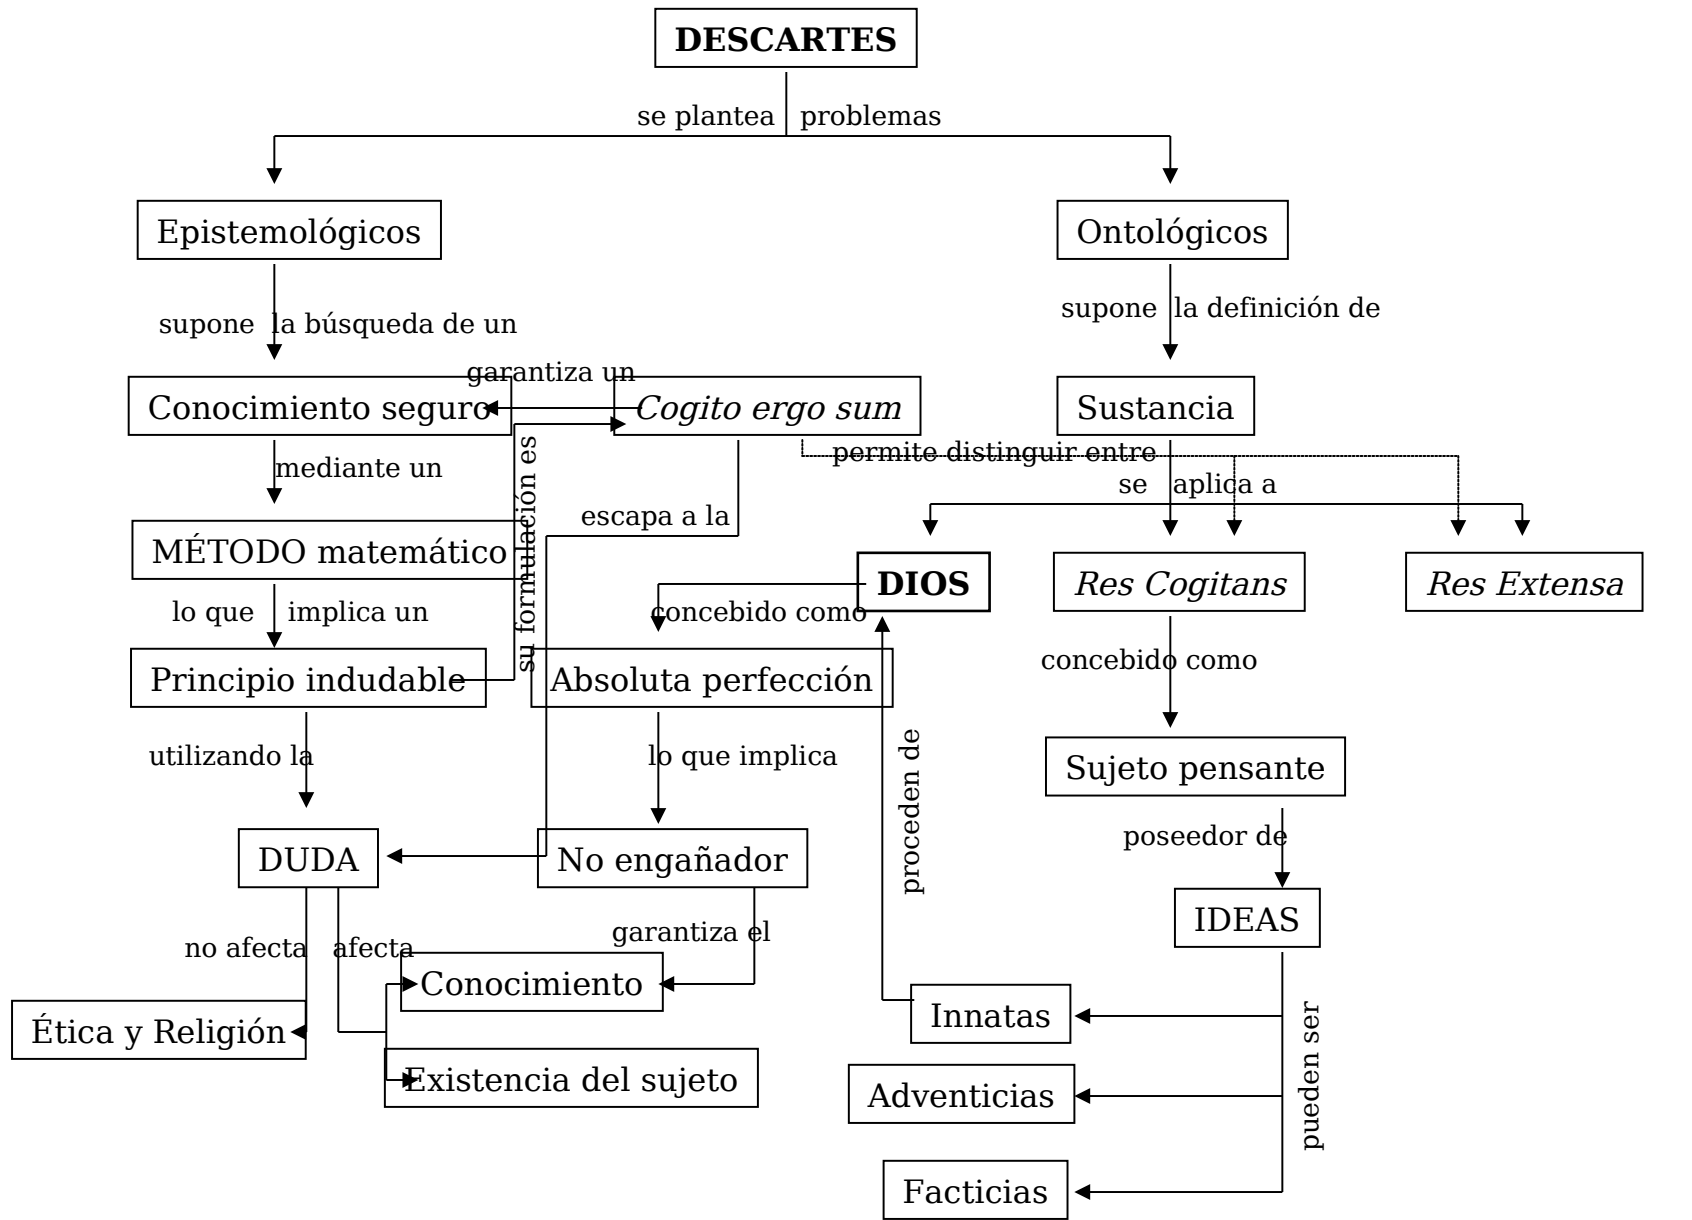 DESCARTES
se plantea problemas
Epistemológicos
Ontológicos
supone la búsqueda de un
supone la definición de
garantiza un
Conocimiento seguro
Cogito ergo sum
Sustancia
permite distinguir entre
mediante un
se aplica a
su formulación es
escapa a la
MÉTODO matemático
DIOS
Res Cogitans
Res Extensa
lo que implica un
concebido como
concebido como
Principio indudable
Absoluta perfección
utilizando la
lo que implica
proceden de
Sujeto pensante
poseedor de
DUDA
No engañador
IDEAS
no afecta afecta
garantiza el
Conocimiento
Ética y Religión
Existencia del sujeto
Innatas
pueden ser
Adventicias
Facticias